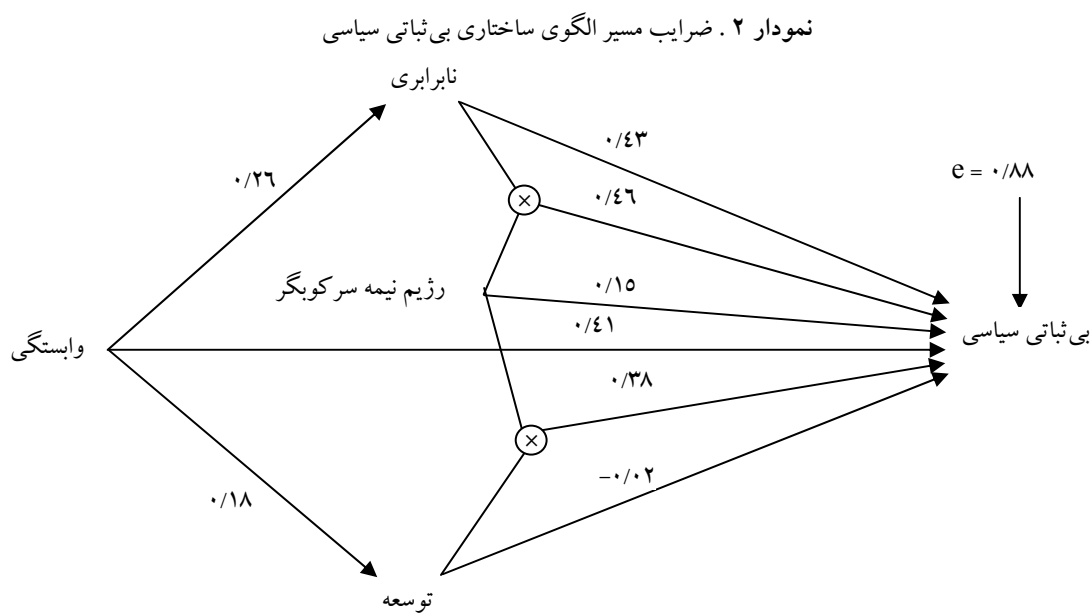 نمودار ۲ . ضرایب مسیر الگوی ساختاری بی‌ثباتی سیاسی
نابرابری
۰/۴۳
e = ۰/۸۸
۰/۲۶
×
۰/۴۶
رژیم نیمه سرکوبگر
۰/۱۵
۰/۴۱
بی‌ثباتی سیاسی
وابستگی
۰/۳۸
×
–۰/۰۲
۰/۱۸
توسعه